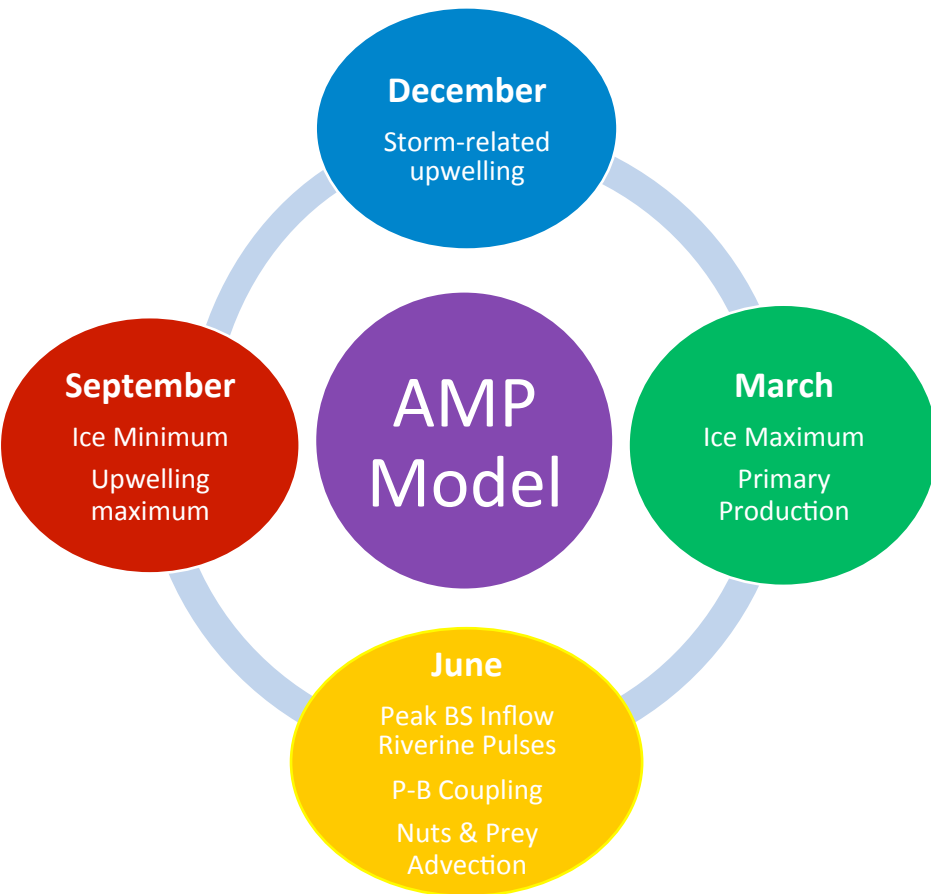 December
Storm-related
upwelling
September
Ice Minimum
Upwelling
maximum
AMP
Model
March
Ice Maximum
Primary
Production
June
Peak BS Inflow
Riverine Pulses
P-B Coupling
Nuts & Prey
Advection